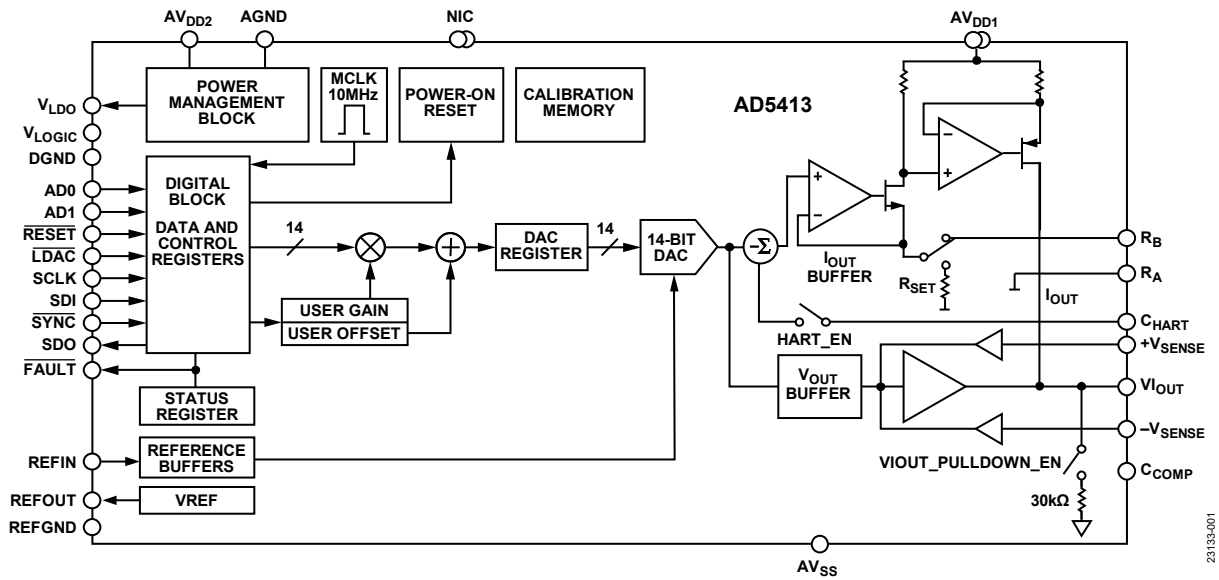 AVDD2
AGND
NIC
AVDD1
VLDO
VLOGIC
DGND
AD0
AD1
RESET
LDAC
SCLK
SDI
SYNC
SDO
FAULT
REFIN
REFOUT
REFGND
POWER
MANAGEMENT
BLOCK
MCLK
10MHz
POWER-ON
RESET
CALIBRATION
MEMORY
AD5413
DIGITAL
BLOCK
DATA AND
CONTROL
REGISTERS
14
USER GAIN
USER OFFSET
DAC
REGISTER
14
14-BIT
DAC
STATUS
REGISTER
REFERENCE
BUFFERS
VREF
–Σ
+
–
IOUT
BUFFER
–
+
RSET
IOUT
HART_EN
VOUT
BUFFER
VIOUT_PULLDOWN_EN
30kΩ
RB
RA
CHART
+VSENSE
VIOUT
–VSENSE
CCOMP
AVSS
23133-001